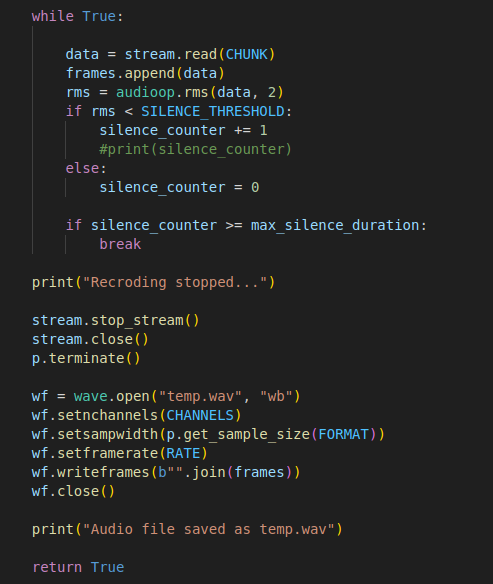 while True:
data = stream.read(CHUNK)
frames.append(data)
rms = audioop.rms(data, 2)
if rms < SILENCE_THRESHOLD:
silence_counter += 1
#print(silence_counter)
else:
silence_counter = 0
if silence_counter >= max_silence_duration:
break
print("Recroding stopped...")
stream.stop_stream()
stream.close()
p.terminate()
wf = wave.open("temp.wav", "wb")
wf.setnchannels(CHANNELS)
wf.setsampwidth(p.get_sample_size(FORMAT))
wf.setframerate(RATE)
wf.writeframes(b"".join(frames))
wf.close()
print("Audio file saved as temp.wav")
return True